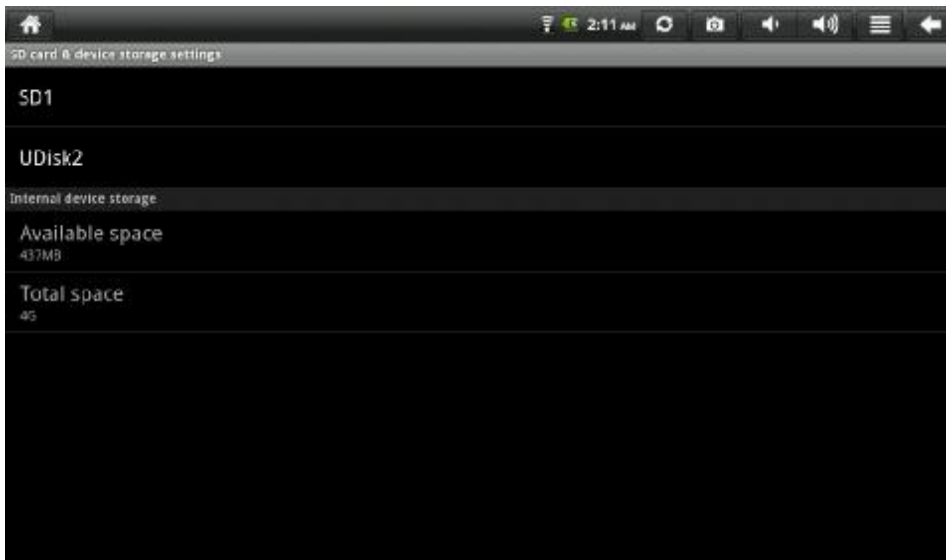 2:11 AM
SD card & device storage settings
SD1
UDisk2
Internal device storage
Available space
437MB
Total space
4G